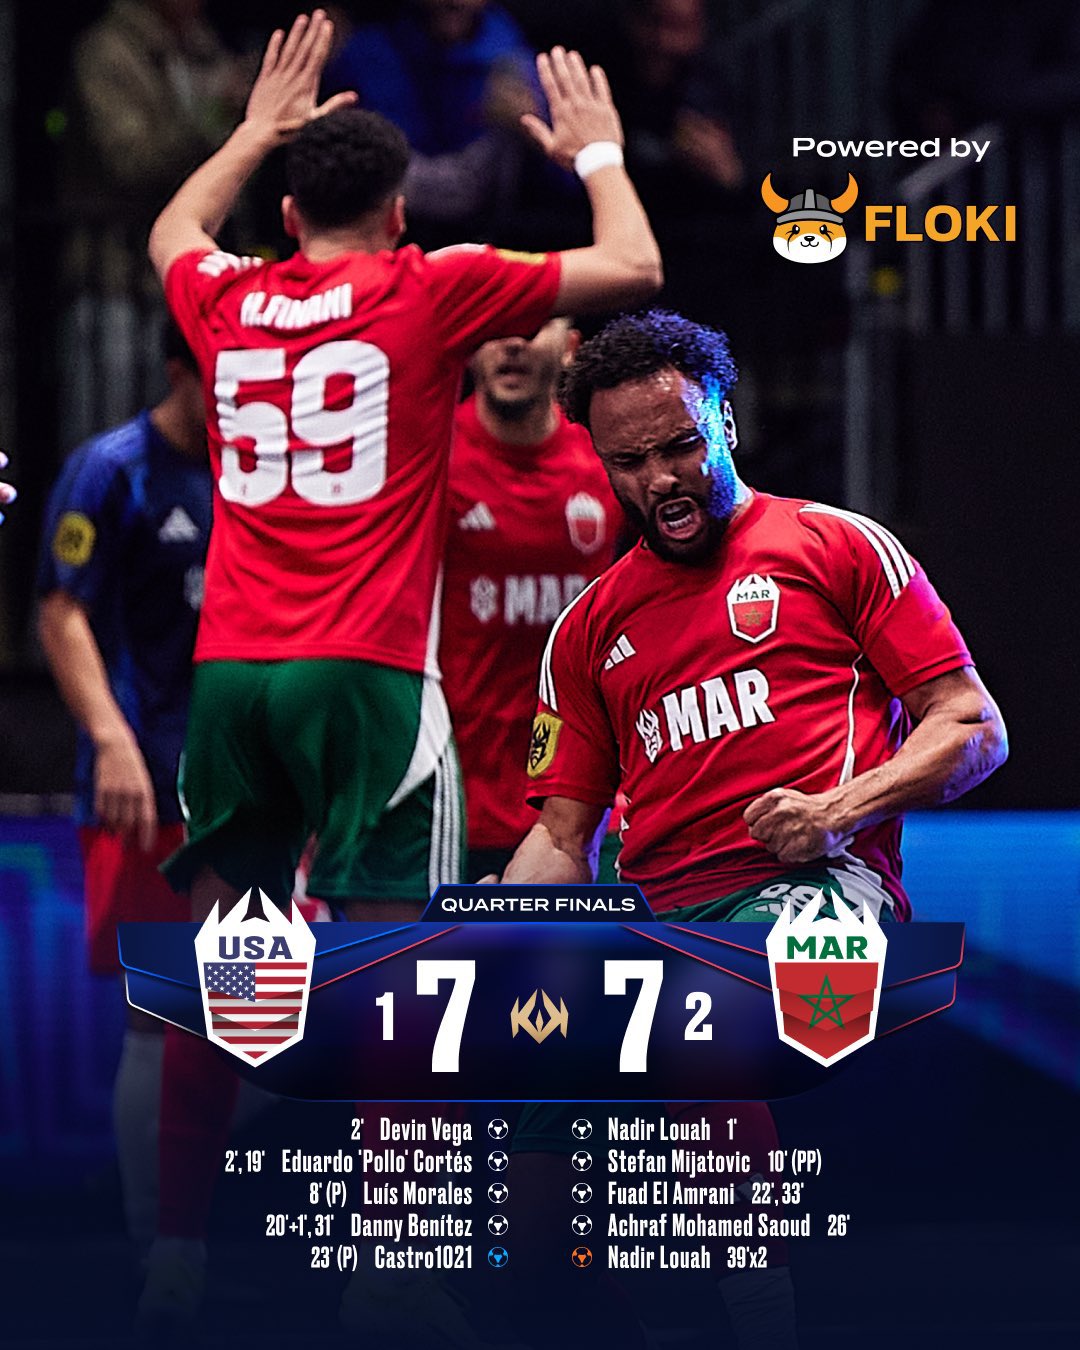 Powered by
FLOKI
H.FINANI
59
MAR
MAR
MAR
QUARTER FINALS
USA
MAR
1 7 7 2
2' Devin Vega
Nadir Louah 1'
2', 19' Eduardo 'Pollo' Cortés
Stefan Mijatovic 10' (PP)
8' (P) Luís Morales
Fuad El Amrani 22', 33'
20'+1', 31' Danny Benítez
Achraf Mohamed Saoud 26'
23' (P) Castro1021
Nadir Louah 39'x2